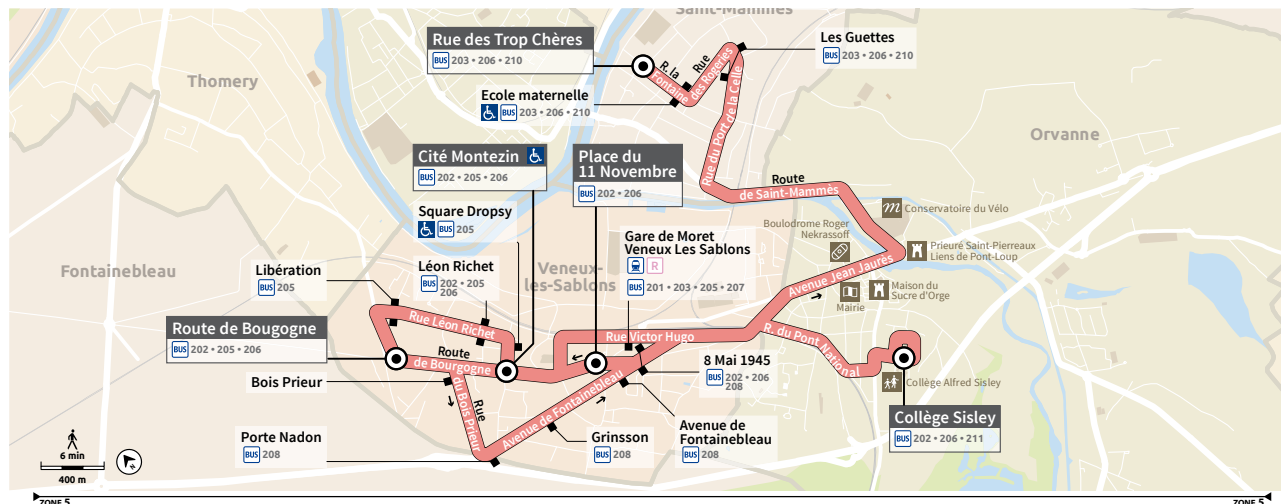 Saint-Mammès
Rue des Trop Chères
BUS 203 • 206 • 210
R. la
Fontaine
Rue
des Rogeries
Les Guettes
BUS 203 • 206 • 210
Thomery
Ecole maternelle
BUS 203 • 206 • 210
Rue du Port de la Celle
Orvanne
Cité Montezin
BUS 202 • 205 • 206
Place du
11 Novembre
BUS 202 • 206
Route
de Saint-Mammès
Square Dropsy
BUS 205
Conservatoire du Vélo
Boulodrome Roger
Nekrassoff
Gare de Moret
Veneux Les Sablons
R
BUS 201 • 203 • 205 • 207
Prieuré Saint-Pierreaux
Liens de Pont-Loup
Fontainebleau
Libération
BUS 205
Léon Richet
BUS 202 • 205
206
Veneux-
les-Sablons
Avenue Jean Jaurès
Maison du
Sucre d'Orge
Mairie
Rue Léon Richet
Route de Bougogne
BUS 202 • 205 • 206
Route
de Bourgogne
Rue Victor Hugo
R. du Pont National
8 Mai 1945
BUS 202 • 206
208
Bois Prieur
Rue
du Bois Prieur
Avenue de Fontainebleau
Collège Alfred Sisley
Collège Sisley
BUS 202 • 206 • 211
Porte Nadon
BUS 208
Grinsson
BUS 208
Avenue de
Fontainebleau
BUS 208
6 min
400 m
ZONE 5
ZONE 5